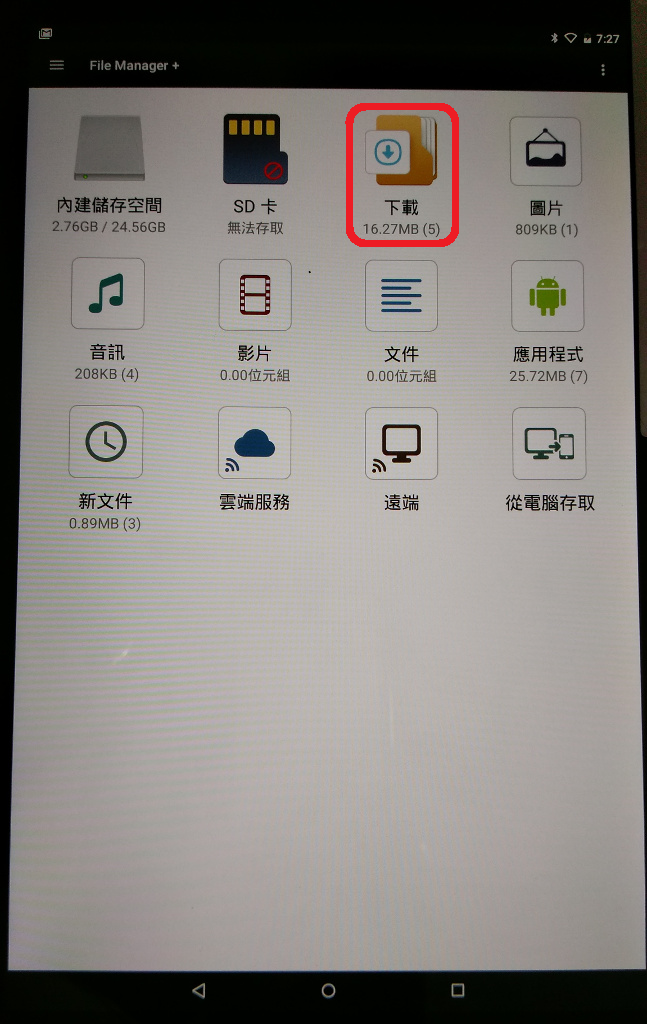 7:27
File Manager +
內建儲存空間
2.76GB / 24.56GB
SD 卡
無法存取
下載
16.27MB (5)
圖片
809KB (1)
音訊
208KB (4)
影片
0.00位元組
文件
0.00位元組
應用程式
25.72MB (7)
新文件
0.89MB (3)
雲端服務
遠端
從電腦存取